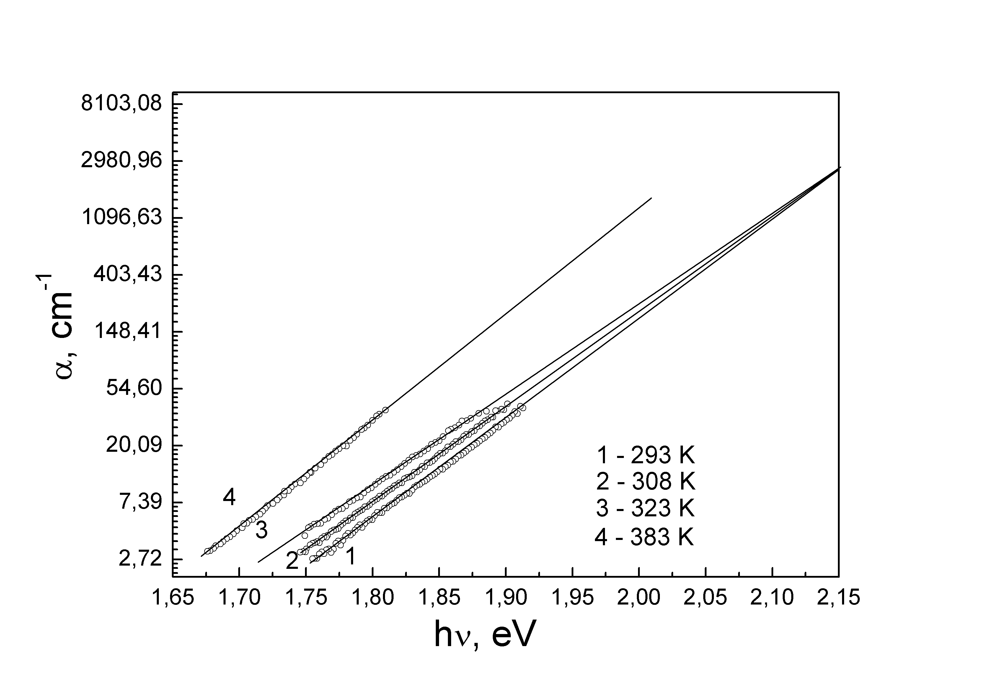 8103,08
2980,96
1096,63
403,43
148,41
54,60
20,09
7,39
2,72
α, cm⁻¹
4
3
2
1
1 - 293 K
2 - 308 K
3 - 323 K
4 - 383 K
1,65 1,70 1,75 1,80 1,85 1,90 1,95 2,00 2,05 2,10 2,15
hν, eV